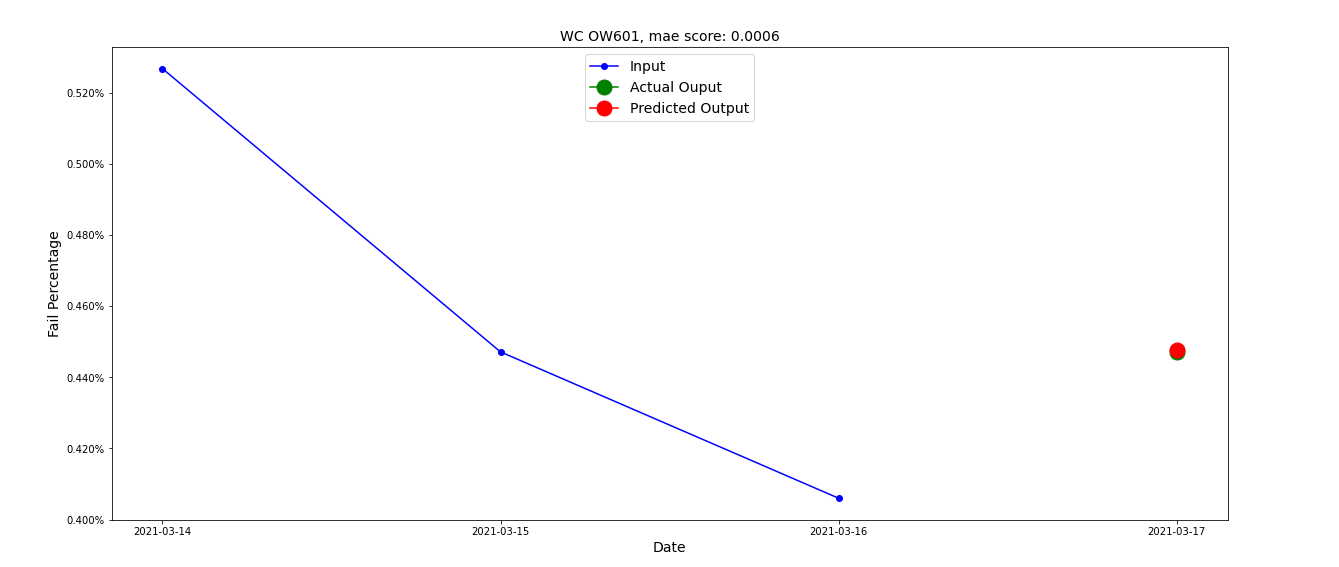 WC OW601, mae score: 0.0006
Input
Actual Ouput
Predicted Output
Fail Percentage
0.520%
0.500%
0.480%
0.460%
0.440%
0.420%
0.400%
2021-03-14
2021-03-15
2021-03-16
2021-03-17
Date